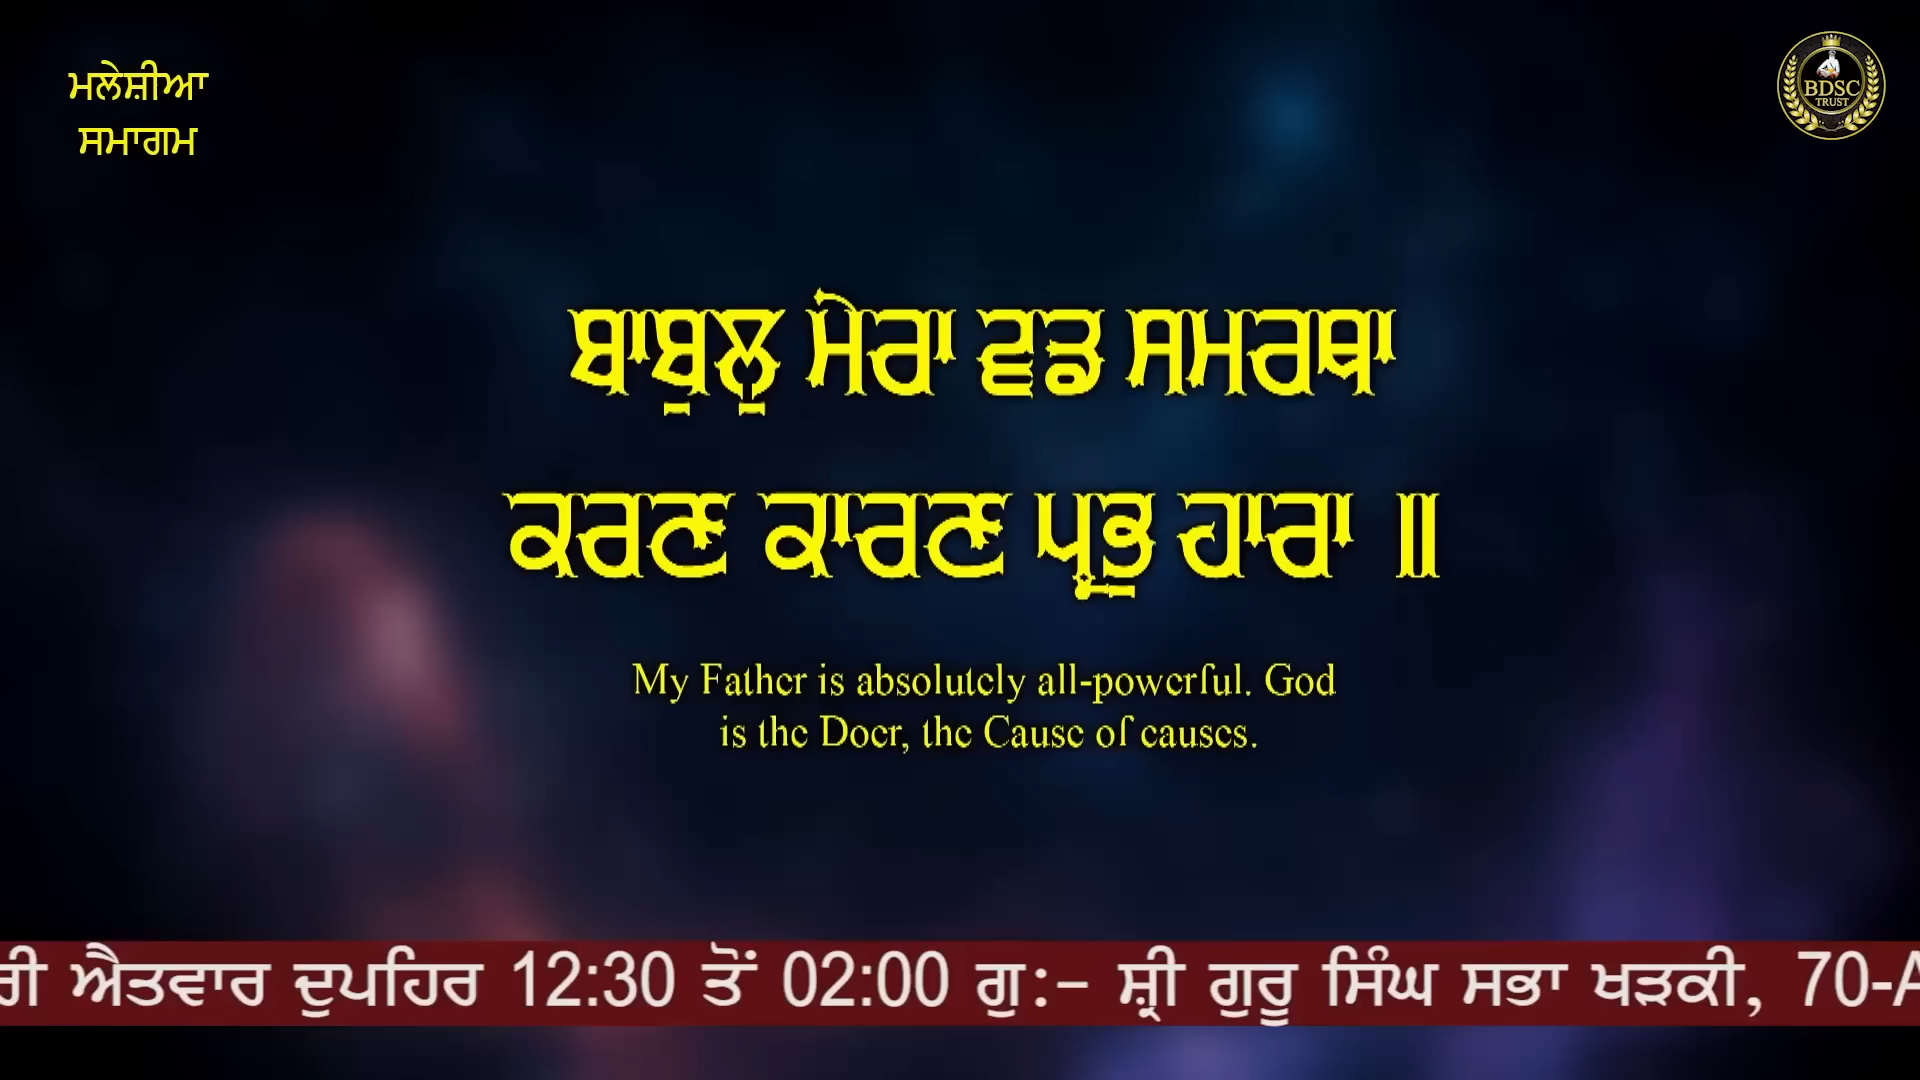 ਮਲੇਸ਼ੀਆ
ਸਮਾਗਮ
BDSC
TRUST
ਬਾਬੁਲੁ ਮੇਰਾ ਵਡ ਸਮਰਥਾ
ਕਰਣ ਕਾਰਣ ਪ੍ਰਭੁ ਹਾਰਾ ॥
My Father is absolutely all-powerful. God
is the Doer, the Cause of causes.
ਰੀ ਐਤਵਾਰ ਦੁਪਹਿਰ 12:30 ਤੋਂ 02:00 ਗੁ:– ਸ਼੍ਰੀ ਗੁਰੂ ਸਿੰਘ ਸਭਾ ਖੜਕੀ, 70-A